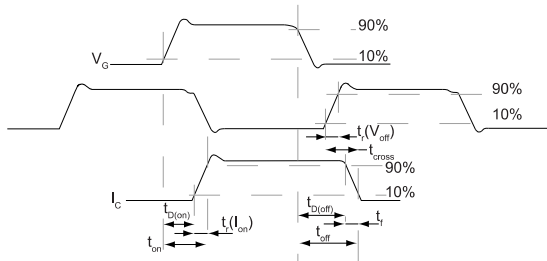 90%
V_G
10%
90%
10%
t_r(V_off)
t_cross
90%
I_C
10%
t_D(on)
t_D(off)
t_r(I_on)
t_f
t_on
t_off